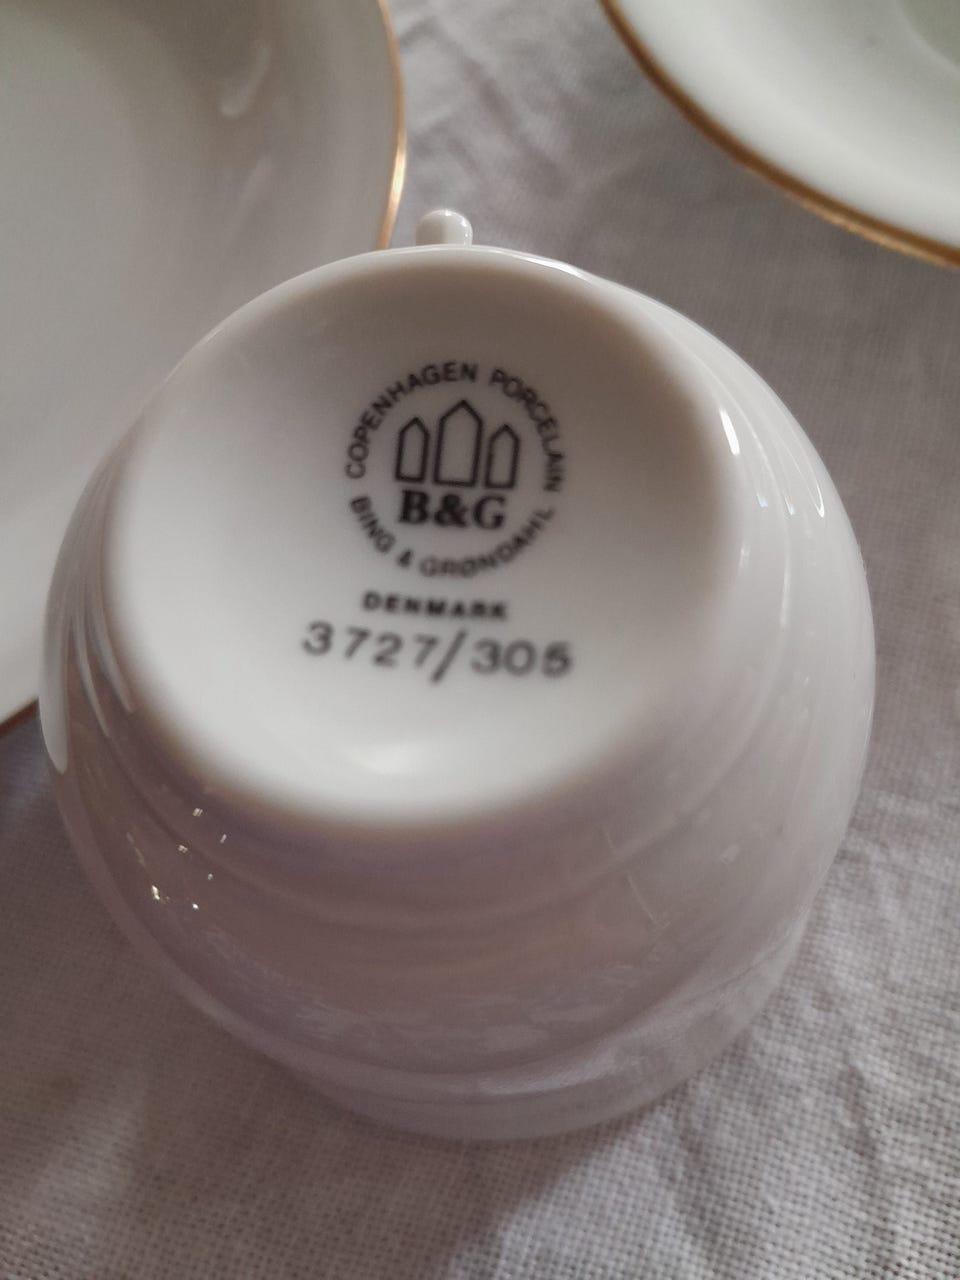 COPENHAGEN PORCELAIN
B&G
BING & GRØNDAHL
DENMARK
3727/305